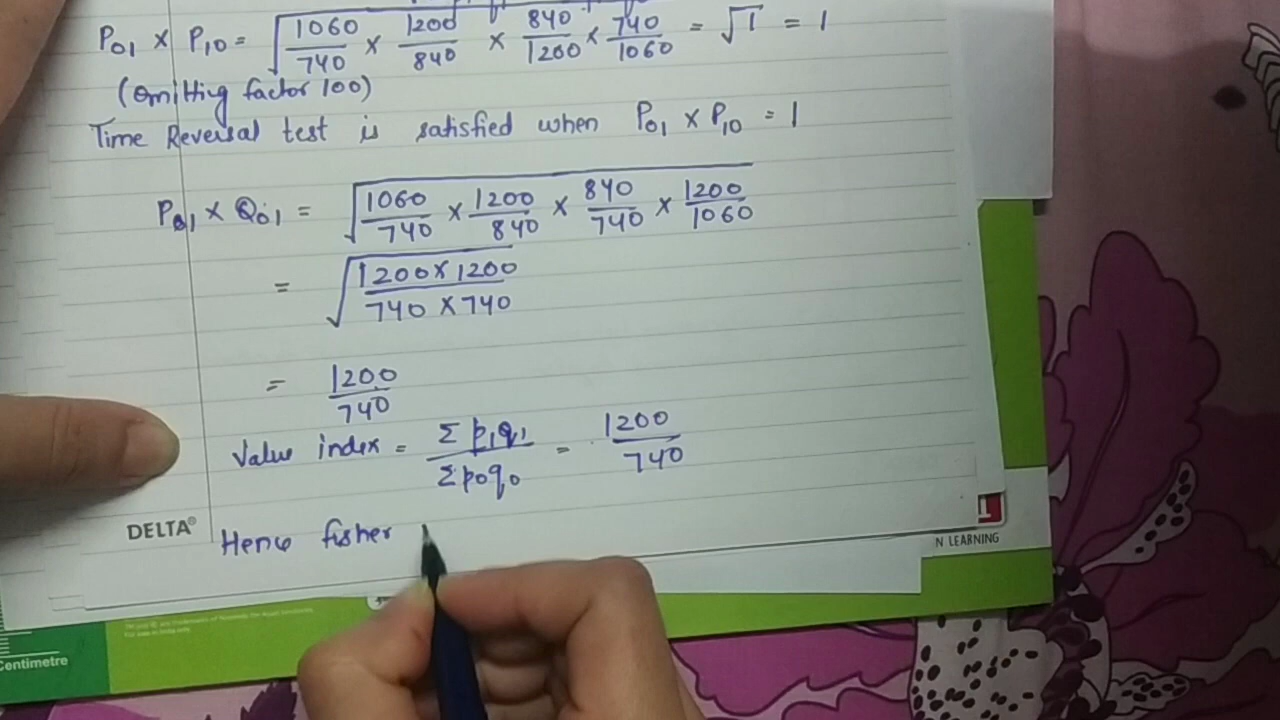 P01 × P10 = √(1060/740 × 1200/840 × 840/1200 × 740/1060) = √1 = 1
(Omitting factor 100)
Time Reversal test is satisfied when P01 × P10 = 1
P01 × Q01 = √(1060/740 × 1200/840 × 840/740 × 1200/1060)
= √(1200×1200/740×740)
= 1200/740
Value index = Σp1q1/Σp0q0 = 1200/740
DELTA®
Hence fisher
N LEARNING
Centimetre